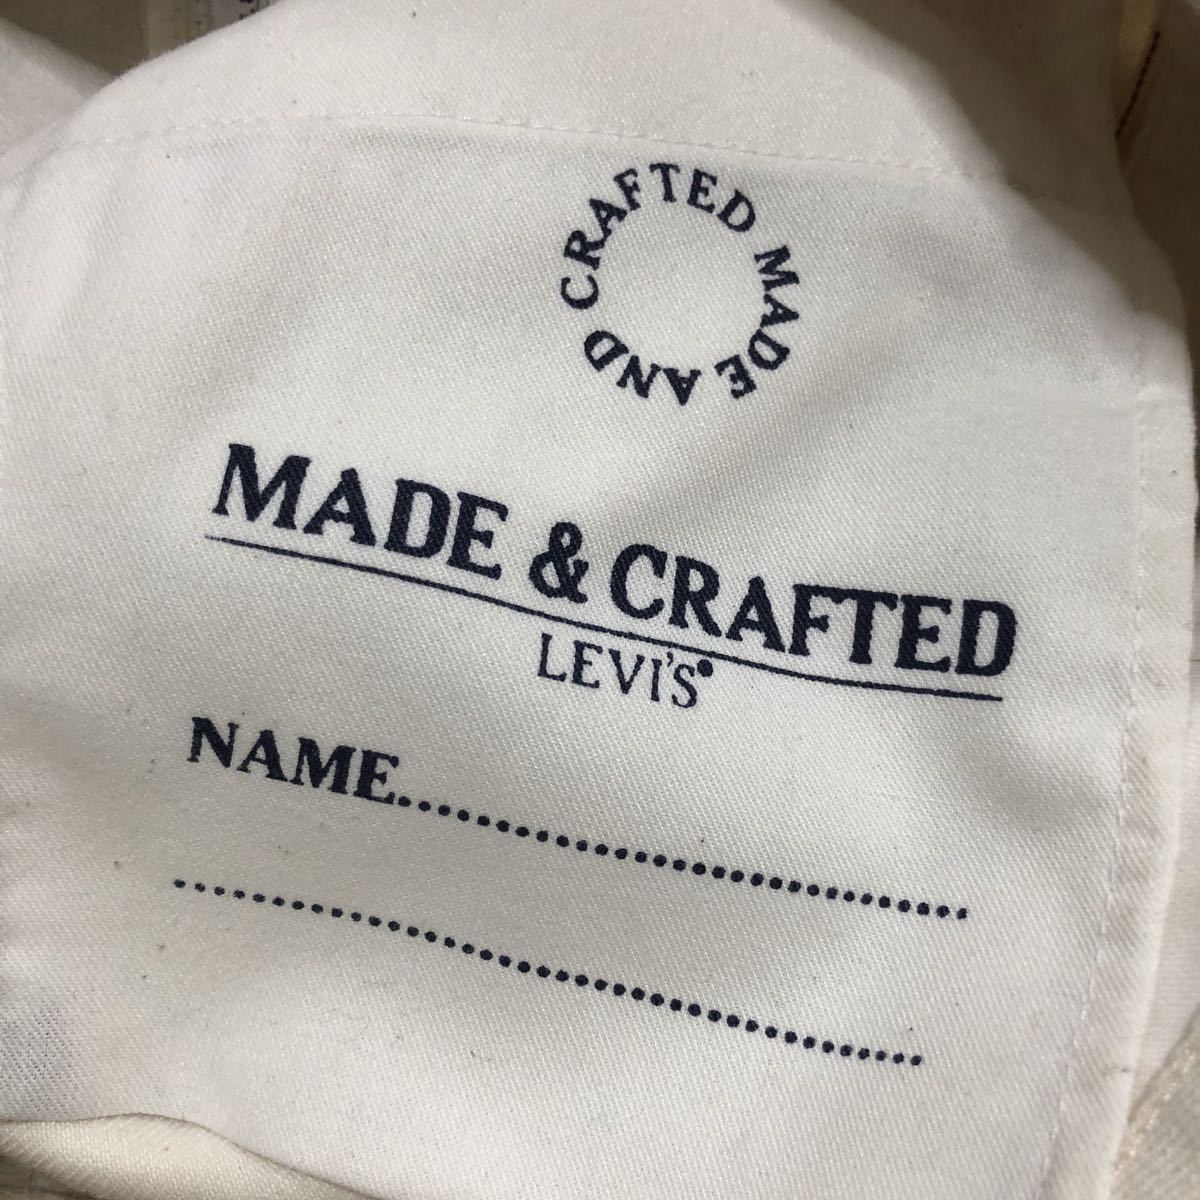 MADE AND CRAFTED
MADE & CRAFTED
LEVI'S
NAME..............................
..........................................